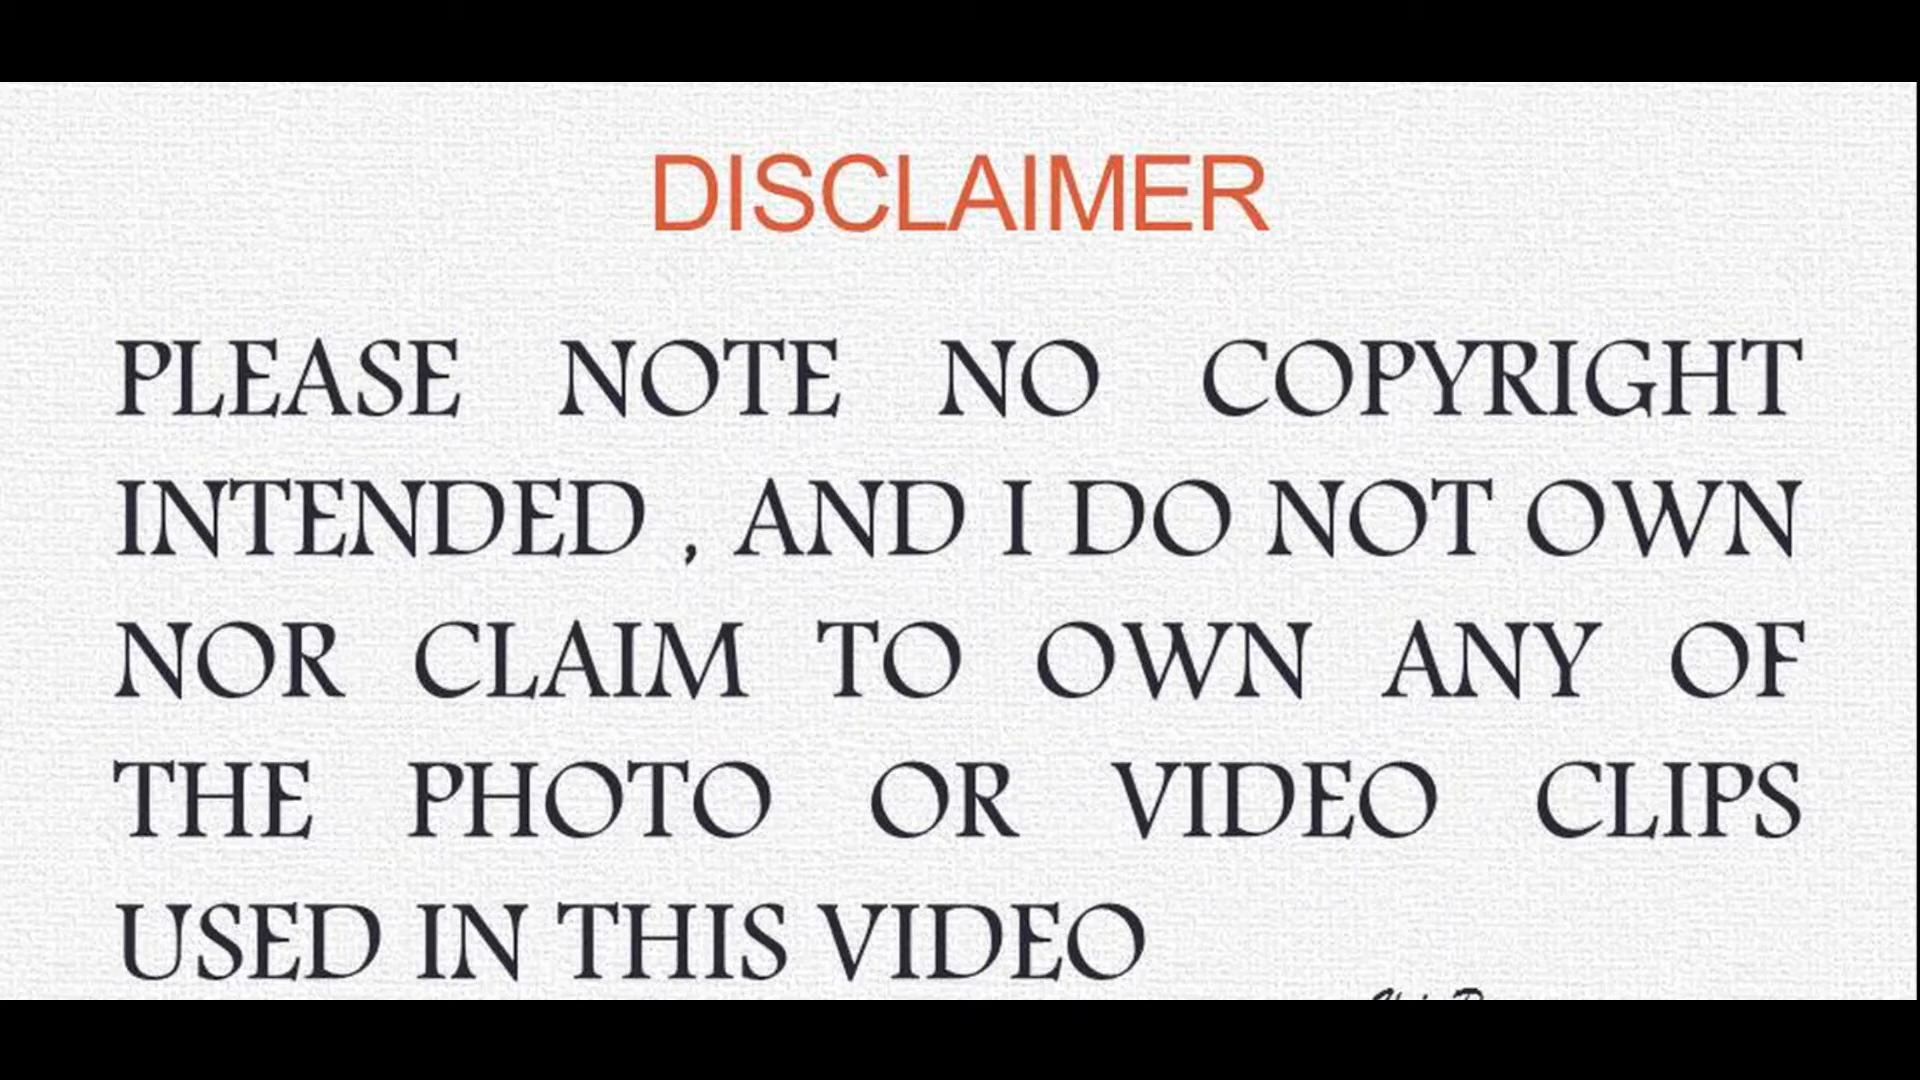 DISCLAIMER
PLEASE NOTE NO COPYRIGHT
INTENDED , AND I DO NOT OWN
NOR CLAIM TO OWN ANY OF
THE PHOTO OR VIDEO CLIPS
USED IN THIS VIDEO